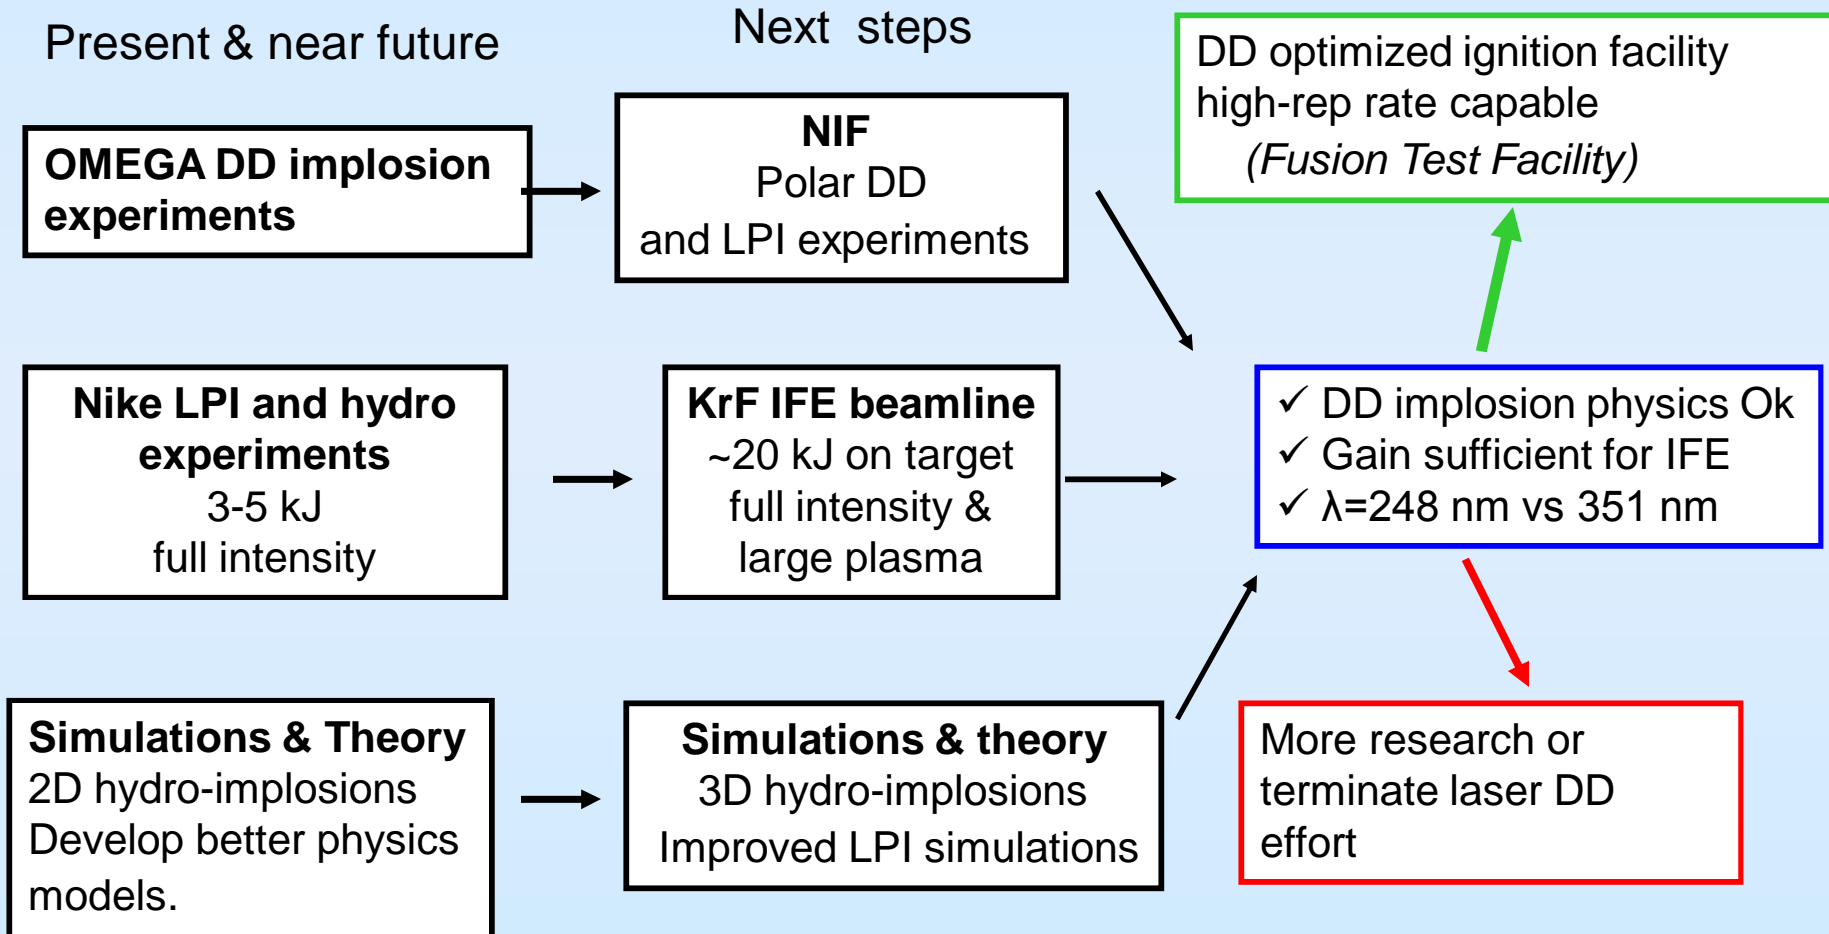 Present & near future
Next steps
OMEGA DD implosion
experiments
NIF
Polar DD
and LPI experiments
DD optimized ignition facility
high-rep rate capable
(Fusion Test Facility)
Nike LPI and hydro
experiments
3-5 kJ
full intensity
KrF IFE beamline
~20 kJ on target
full intensity &
large plasma
✓ DD implosion physics Ok
✓ Gain sufficient for IFE
✓ λ=248 nm vs 351 nm
Simulations & Theory
2D hydro-implosions
Develop better physics
models.
Simulations & theory
3D hydro-implosions
Improved LPI simulations
More research or
terminate laser DD
effort